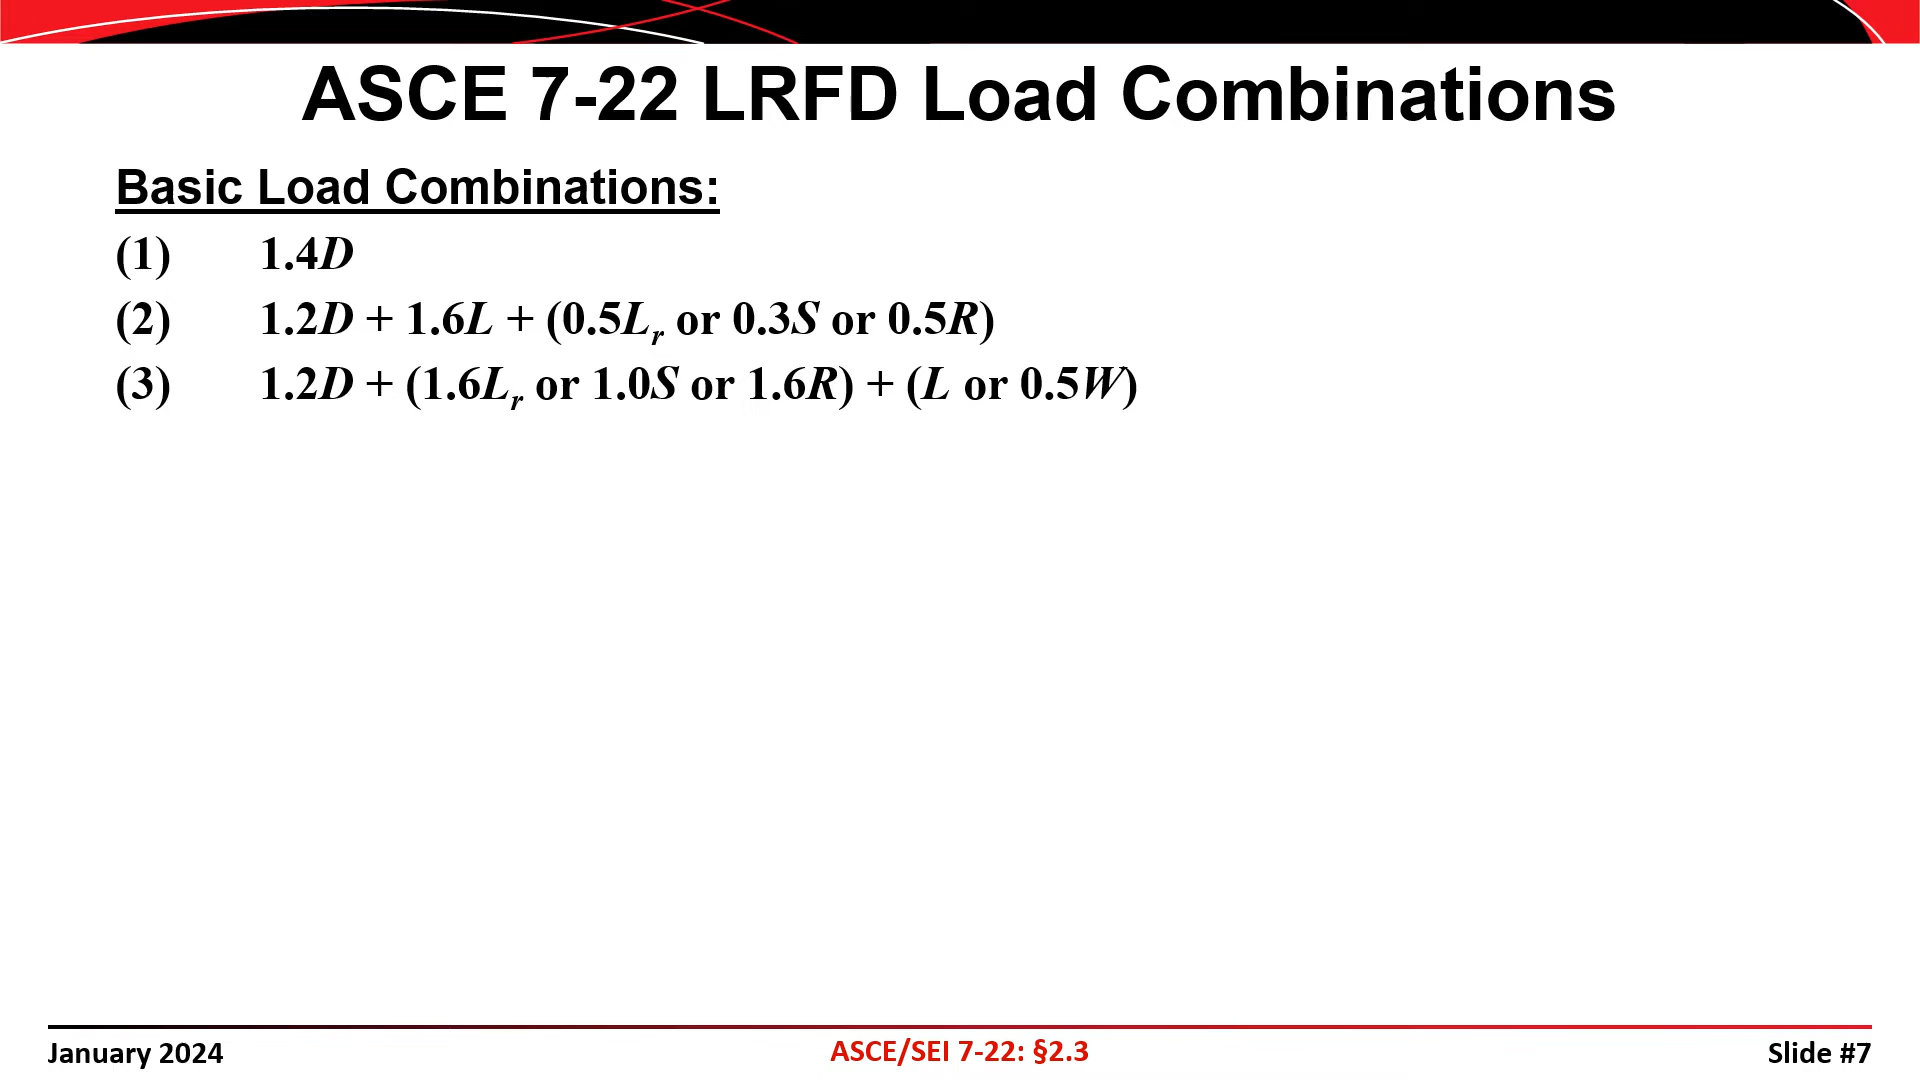 ASCE 7-22 LRFD Load Combinations
Basic Load Combinations:
(1) 1.4D
(2) 1.2D + 1.6L + (0.5Lr or 0.3S or 0.5R)
(3) 1.2D + (1.6Lr or 1.0S or 1.6R) + (L or 0.5W)
January 2024 ASCE/SEI 7-22: §2.3 Slide #7